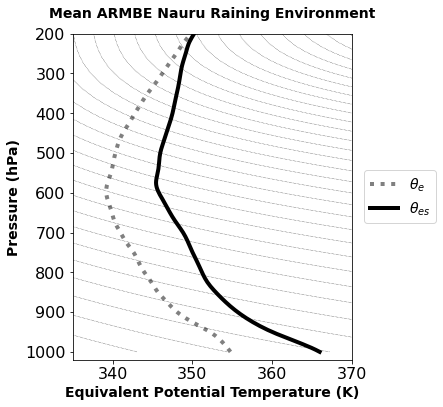 Mean ARMBE Nauru Raining Environment
200
300
400
500
600
700
800
900
1000
Pressure (hPa)
340 350 360 370
Equivalent Potential Temperature (K)
θe
θes